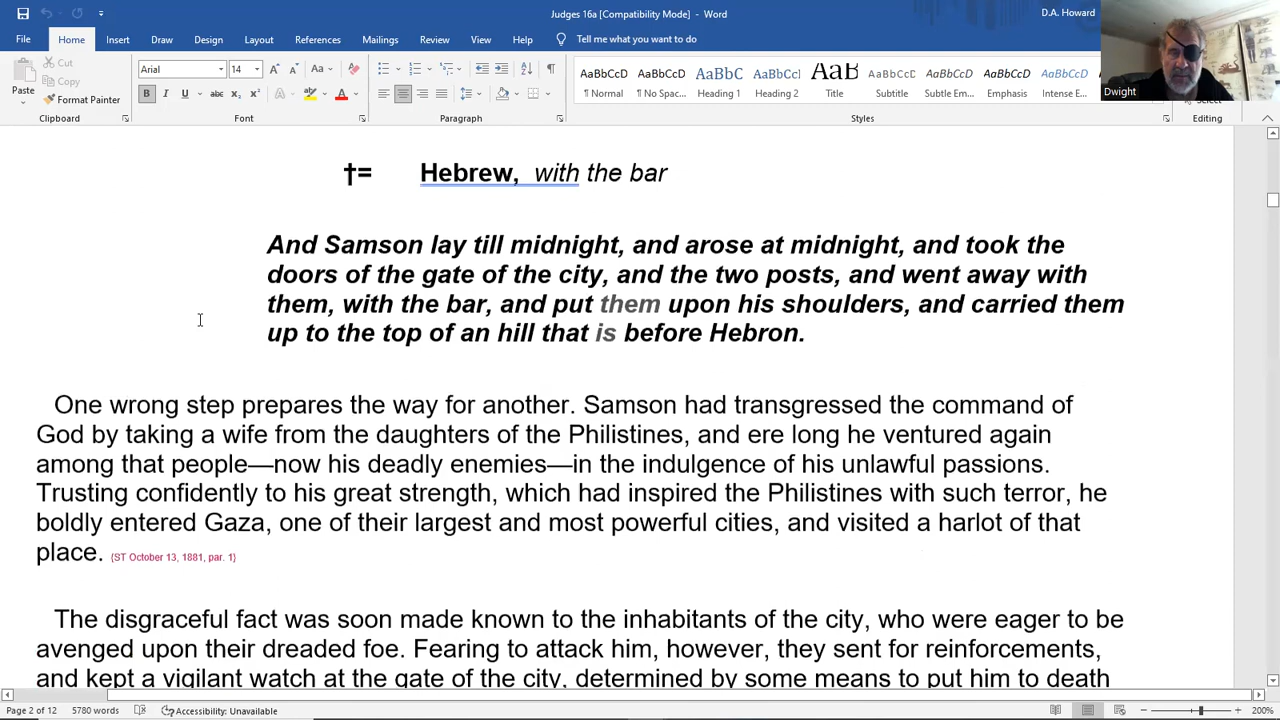 Judges 16a [Compatibility Mode] - Word
D.A. Howard
File Home Insert Draw Design Layout References Mailings Review View Help Tell me what you want to do
Paste
Cut
Copy
Format Painter
Clipboard
Arial 14
Font
Paragraph
AaBbCcD AaBbCcD AaBbC AaBbCcI AaBbC AaBbCcD AaBbCcD AaBbCcD AaBbCcD
¶ Normal ¶ No Spac... Heading 1 Heading 2 Title Subtitle Subtle Em... Emphasis Intense E...
Styles
Editing
Dwight
†= Hebrew, with the bar
And Samson lay till midnight, and arose at midnight, and took the
doors of the gate of the city, and the two posts, and went away with
them, with the bar, and put them upon his shoulders, and carried them
up to the top of an hill that is before Hebron.
One wrong step prepares the way for another. Samson had transgressed the command of
God by taking a wife from the daughters of the Philistines, and ere long he ventured again
among that people—now his deadly enemies—in the indulgence of his unlawful passions.
Trusting confidently to his great strength, which had inspired the Philistines with such terror, he
boldly entered Gaza, one of their largest and most powerful cities, and visited a harlot of that
place. {ST October 13, 1881, par. 1}
The disgraceful fact was soon made known to the inhabitants of the city, who were eager to be
avenged upon their dreaded foe. Fearing to attack him, however, they sent for reinforcements,
and kept a vigilant watch at the gate of the city, determined by some means to put him to death
Page 2 of 12 5780 words Accessibility: Unavailable 200%